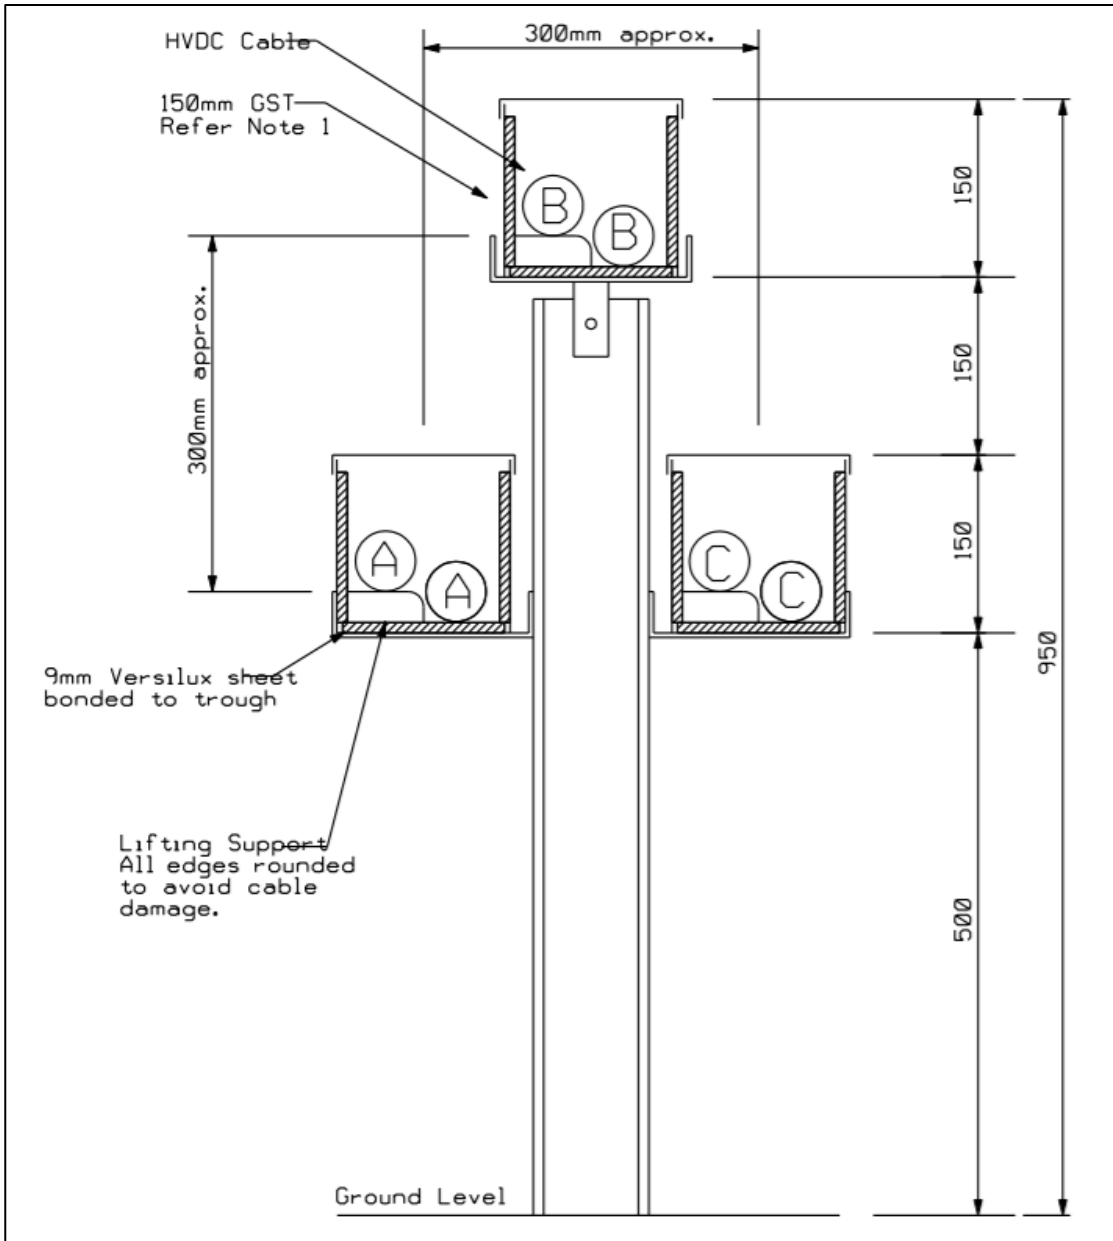 300mm approx.
HVDC Cable
150mm GST
Refer Note 1
150
B
B
300mm approx.
150
150
A
A
C
C
950
9mm Versilux sheet
bonded to trough
Lifting Support
All edges rounded
to avoid cable
damage.
500
Ground Level